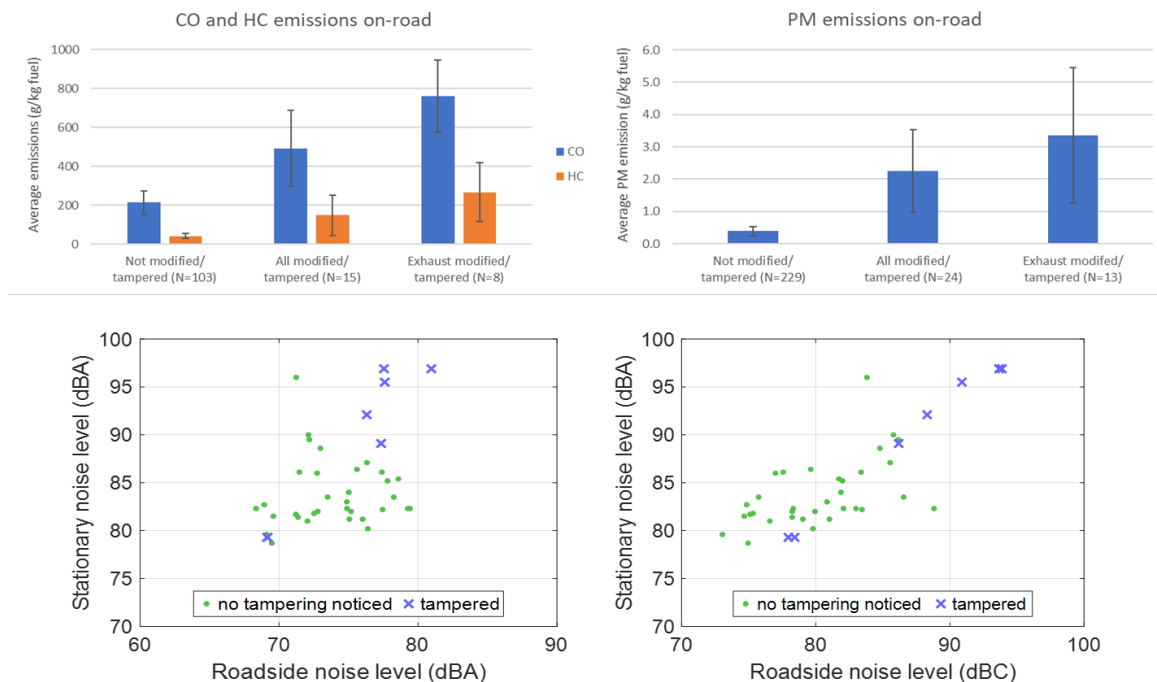 CO and HC emissions on-road
Average emissions (g/kg fuel)
1000
800
600
400
200
0
Not modified/
tampered (N=103)
All modified/
tampered (N=15)
Exhaust modified/
tampered (N=8)
CO
HC
PM emissions on-road
Average PM emission (g/kg fuel)
6.0
5.0
4.0
3.0
2.0
1.0
0.0
Not modified/
tampered (N=229)
All modified/
tampered (N=24)
Exhaust modifed/
tampered (N=13)
Stationary noise level (dBA)
100
95
90
85
80
75
70
60
70
80
90
no tampering noticed
tampered
Roadside noise level (dBA)
Stationary noise level (dBA)
100
95
90
85
80
75
70
70
80
90
100
no tampering noticed
tampered
Roadside noise level (dBC)